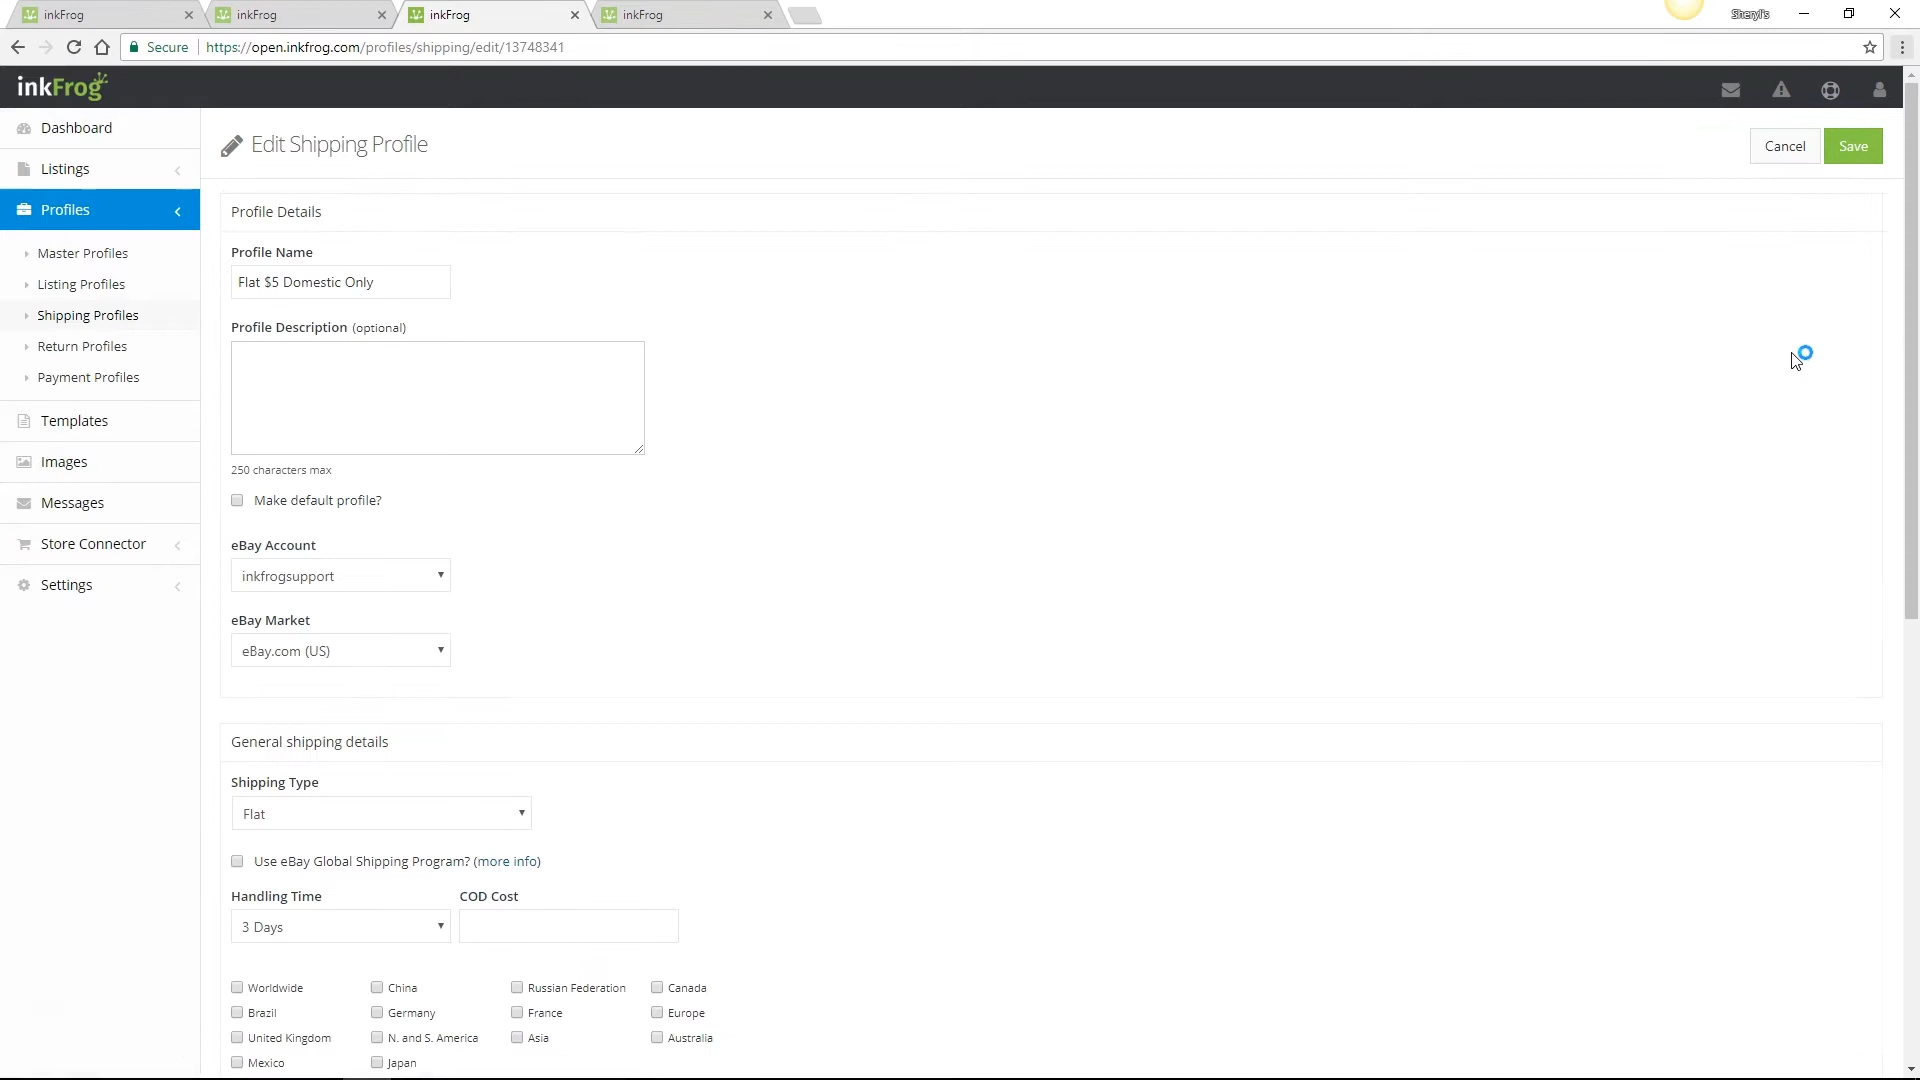 inkFrog inkFrog inkFrog inkFrog Sheryl's
Secure https://open.inkfrog.com/profiles/shipping/edit/13748341
inkFrog
Dashboard
Listings
Profiles
Master Profiles
Listing Profiles
Shipping Profiles
Return Profiles
Payment Profiles
Templates
Images
Messages
Store Connector
Settings
Edit Shipping Profile
Cancel Save
Profile Details
Profile Name
Flat $5 Domestic Only
Profile Description (optional)
250 characters max
Make default profile?
eBay Account
inkfrogsupport
eBay Market
eBay.com (US)
General shipping details
Shipping Type
Flat
Use eBay Global Shipping Program? (more info)
Handling Time COD Cost
3 Days
Worldwide China Russian Federation Canada
Brazil Germany France Europe
United Kingdom N. and S. America Asia Australia
Mexico Japan